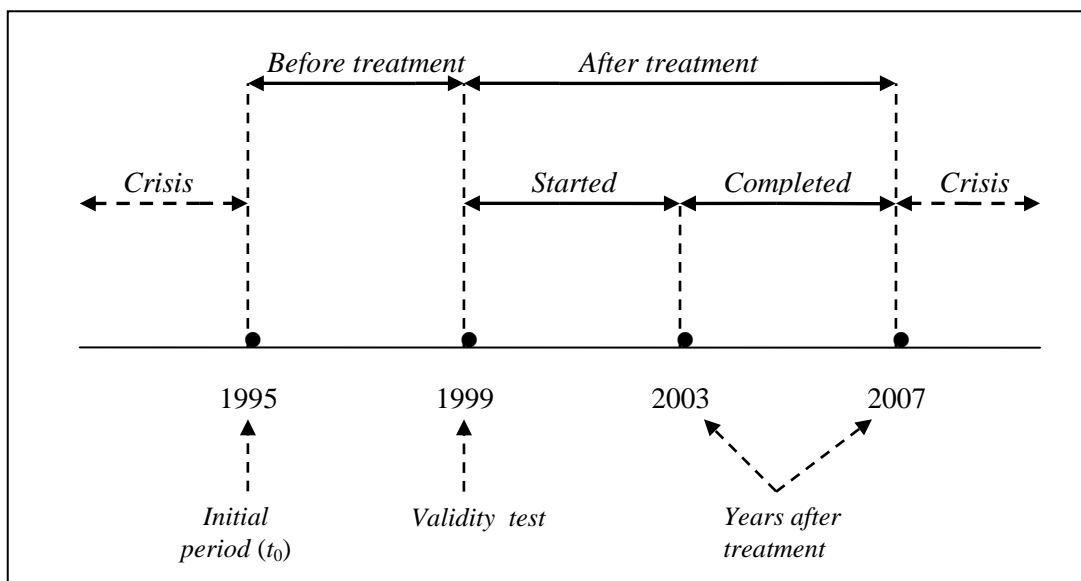 Before treatment After treatment
Crisis Started Completed Crisis
1995 1999 2003 2007
Initial Validity test Years after
period (t₀) treatment